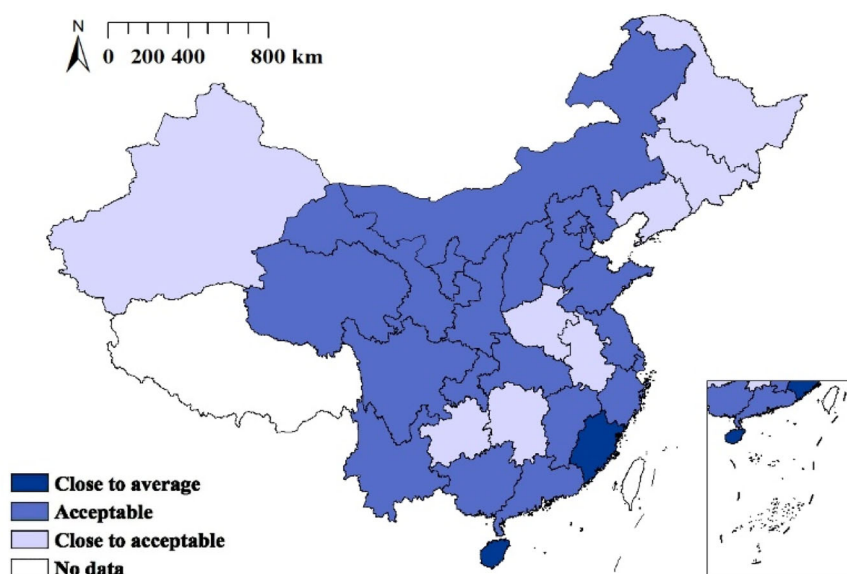 N
0 200 400 800 km
Close to average
Acceptable
Close to acceptable
No data